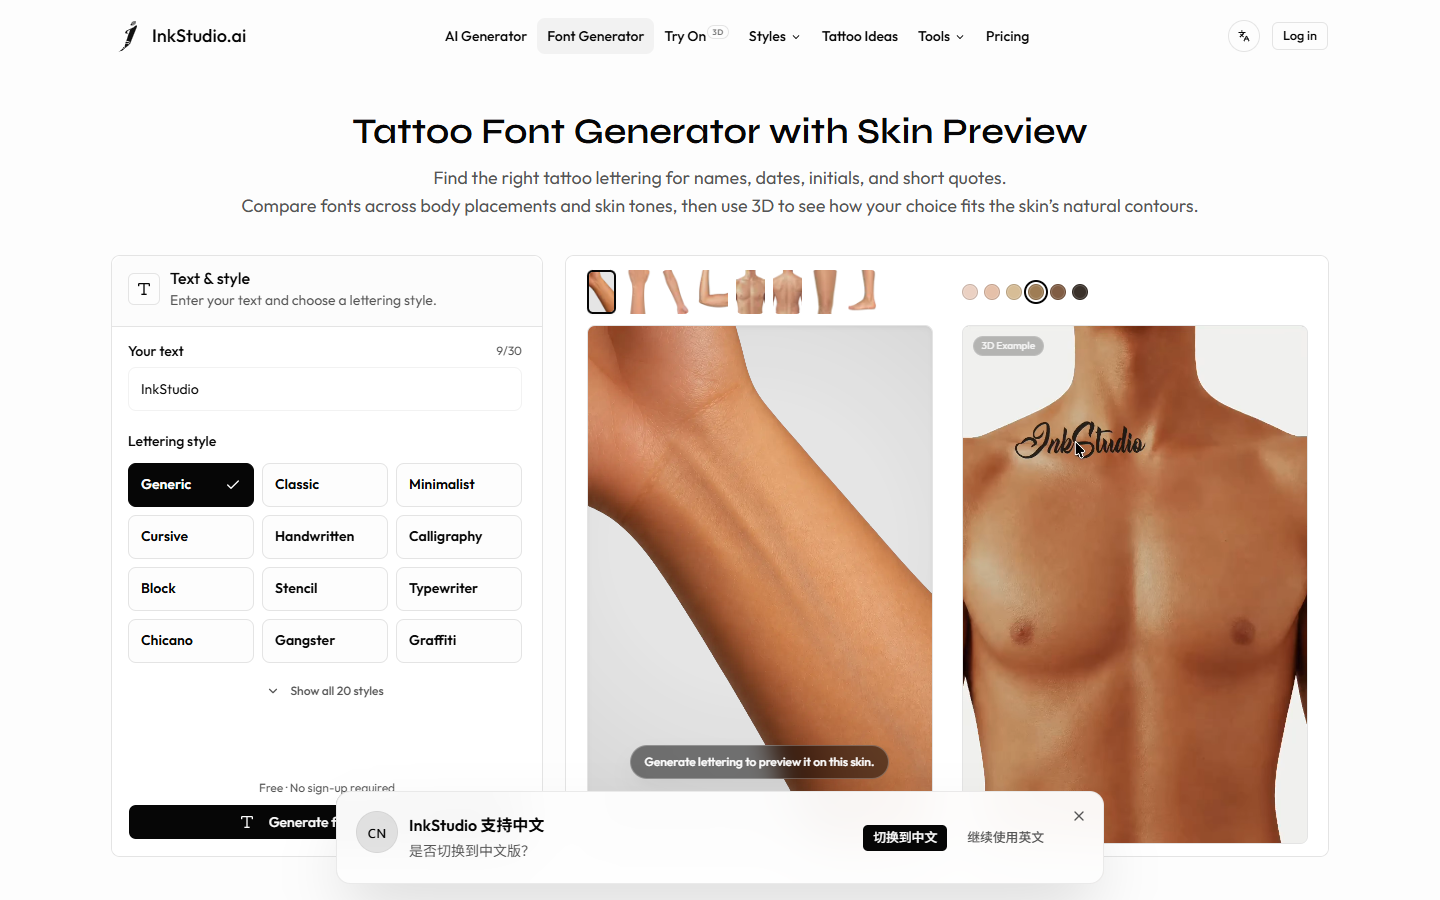 InkStudio.ai
AI Generator
Font Generator
Try On 3D
Styles
Tattoo Ideas
Tools
Pricing
Log in
Tattoo Font Generator with Skin Preview
Find the right tattoo lettering for names, dates, initials, and short quotes.
Compare fonts across body placements and skin tones, then use 3D to see how your choice fits the skin’s natural contours.
T
Text & style
Enter your text and choose a lettering style.
Your text
9/30
InkStudio
Lettering style
Generic
Classic
Minimalist
Cursive
Handwritten
Calligraphy
Block
Stencil
Typewriter
Chicano
Gangster
Graffiti
Show all 20 styles
Free · No sign-up required
T Generate f
Generate lettering to preview it on this skin.
3D Example
InkStudio
CN
InkStudio 支持中文
是否切换到中文版?
切换到中文
继续使用英文